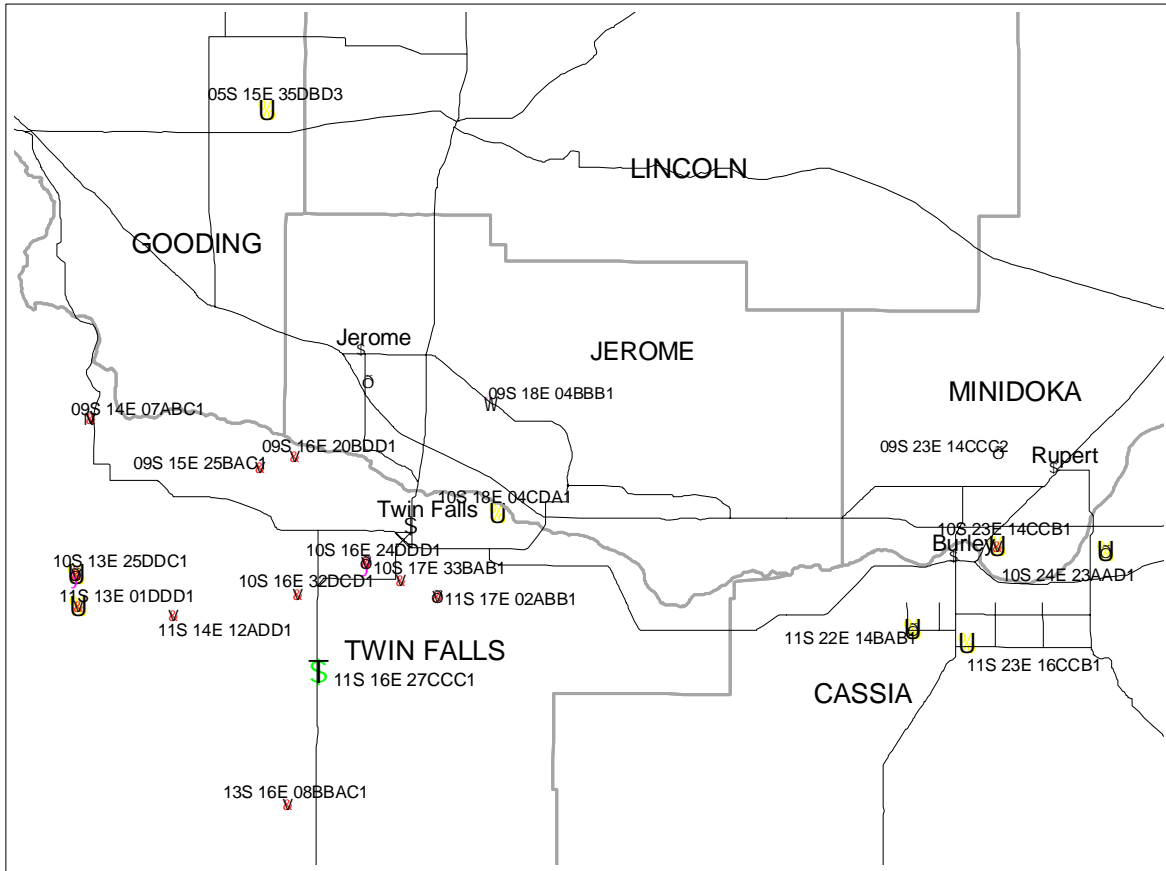 05S 15E 35DBD3
LINCOLN
GOODING
Jerome
JEROME
09S 18E 04BBB1
MINIDOKA
09S 14E 07ABC1
09S 16E 20BDD1
09S 23E 14CCC2
Rupert
09S 15E 25BAC1
10S 18E 04CDA1
Twin Falls
10S 23E 14CCB1
Burley
10S 16E 24DDD1
10S 13E 25DDC1
10S 17E 33BAB1
10S 24E 23AAD1
10S 16E 32DCD1
11S 13E 01DDD1
11S 17E 02ABB1
11S 14E 12ADD1
11S 22E 14BAB1
TWIN FALLS
11S 23E 16CCB1
11S 16E 27CCC1
CASSIA
13S 16E 08BBAC1